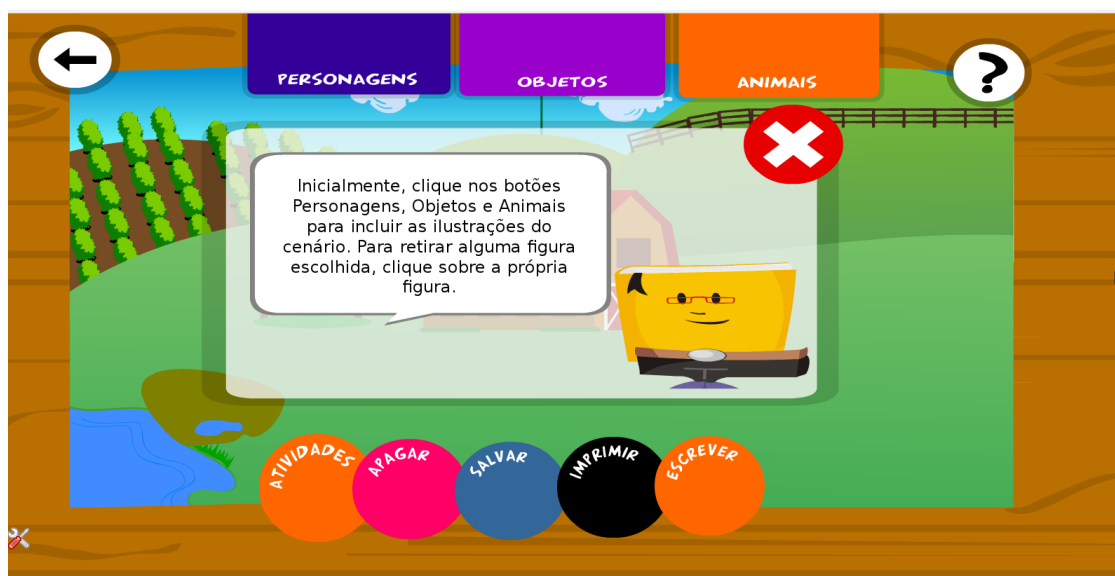 PERSONAGENS
OBJETOS
ANIMAIS
?
Inicialmente, clique nos botões
Personagens, Objetos e Animais
para incluir as ilustrações do
cenário. Para retirar alguma figura
escolhida, clique sobre a própria
figura.
ATIVIDADES
APAGAR
SALVAR
IMPRIMIR
ESCREVER